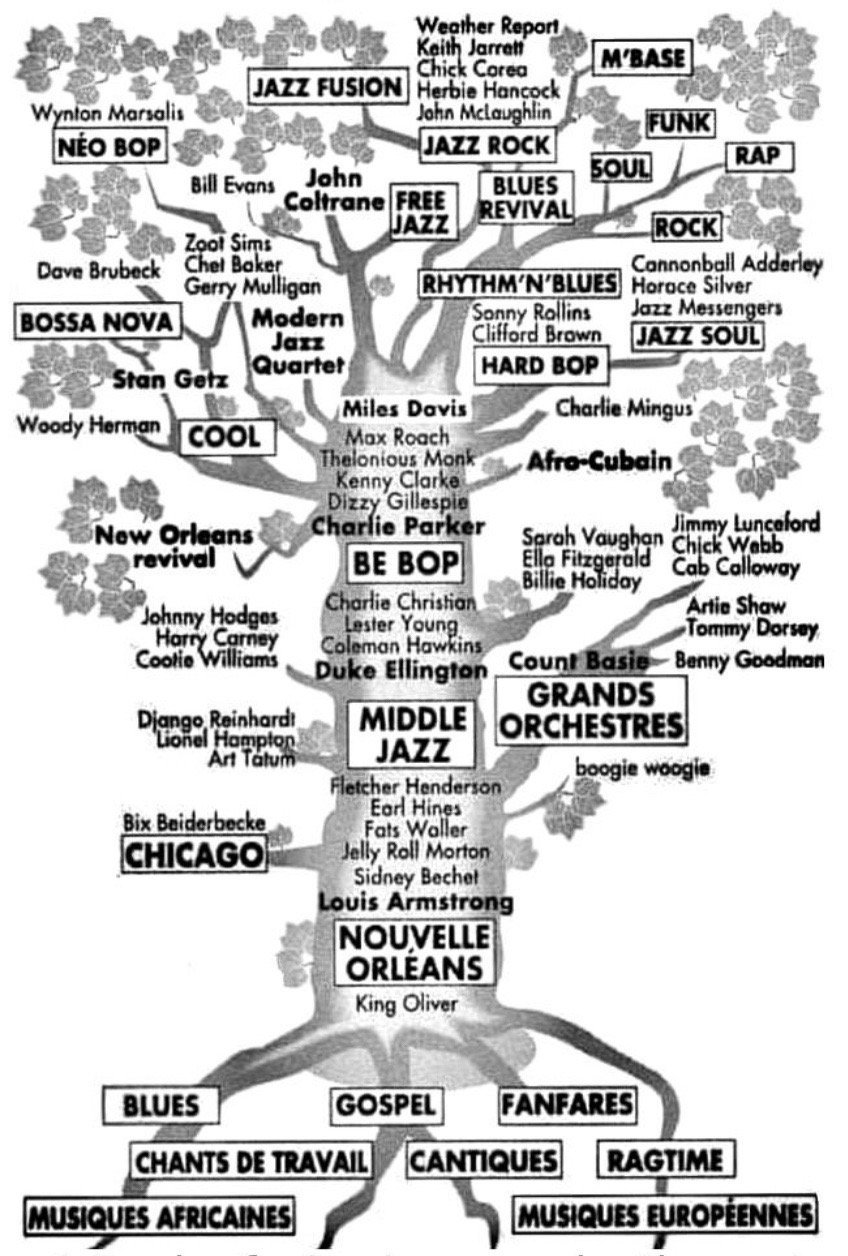 Weather Report
Keith Jarrett
Chick Corea
Herbie Hancock
John McLaughlin
M'BASE
JAZZ FUSION
JAZZ ROCK
Wynton Marsalis
NÉO BOP
FUNK
SOUL
RAP
Bill Evans
John
Coltrane
FREE
JAZZ
BLUES
REVIVAL
ROCK
Dave Brubeck
Zoot Sims
Chet Baker
Gerry Mulligan
RHYTHM'N'BLUES
Cannonball Adderley
Horace Silver
Jazz Messengers
JAZZ SOUL
BOSSA NOVA
Modern
Jazz
Quartet
Sonny Rollins
Clifford Brown
HARD BOP
Stan Getz
Woody Herman
COOL
Miles Davis
Charlie Mingus
Max Roach
Thelonious Monk
Kenny Clarke
Dizzy Gillespie
Charlie Parker
BE BOP
Afro-Cubain
New Orleans
revival
Sarah Vaughan
Ella Fitzgerald
Billie Holiday
Jimmy Lunceford
Chick Webb
Cab Calloway
Artie Shaw
Tommy Dorsey
Benny Goodman
Charlie Christian
Lester Young
Coleman Hawkins
Duke Ellington
Johnny Hodges
Harry Carney
Cootie Williams
Count Basie
GRANDS
ORCHESTRES
MIDDLE
JAZZ
Django Reinhardt
Lionel Hampton
Art Tatum
boogie woogie
Fletcher Henderson
Earl Hines
Fats Waller
Jelly Roll Morton
Sidney Bechet
Louis Armstrong
Bix Beiderbecke
CHICAGO
NOUVELLE
ORLÉANS
King Oliver
BLUES
GOSPEL
FANFARES
CHANTS DE TRAVAIL
CANTIQUES
RAGTIME
MUSIQUES AFRICAINES
MUSIQUES EUROPÉENNES